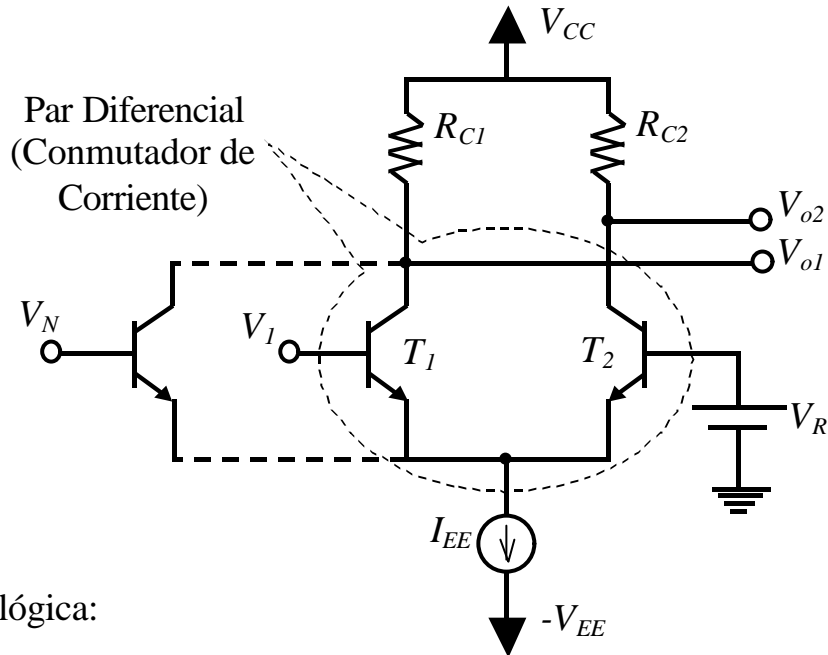 V_CC
Par Diferencial
(Conmutador de
Corriente)
R_C1
R_C2
V_o2
V_o1
V_N
V_1
T_1
T_2
V_R
I_EE
lógica:
-V_EE